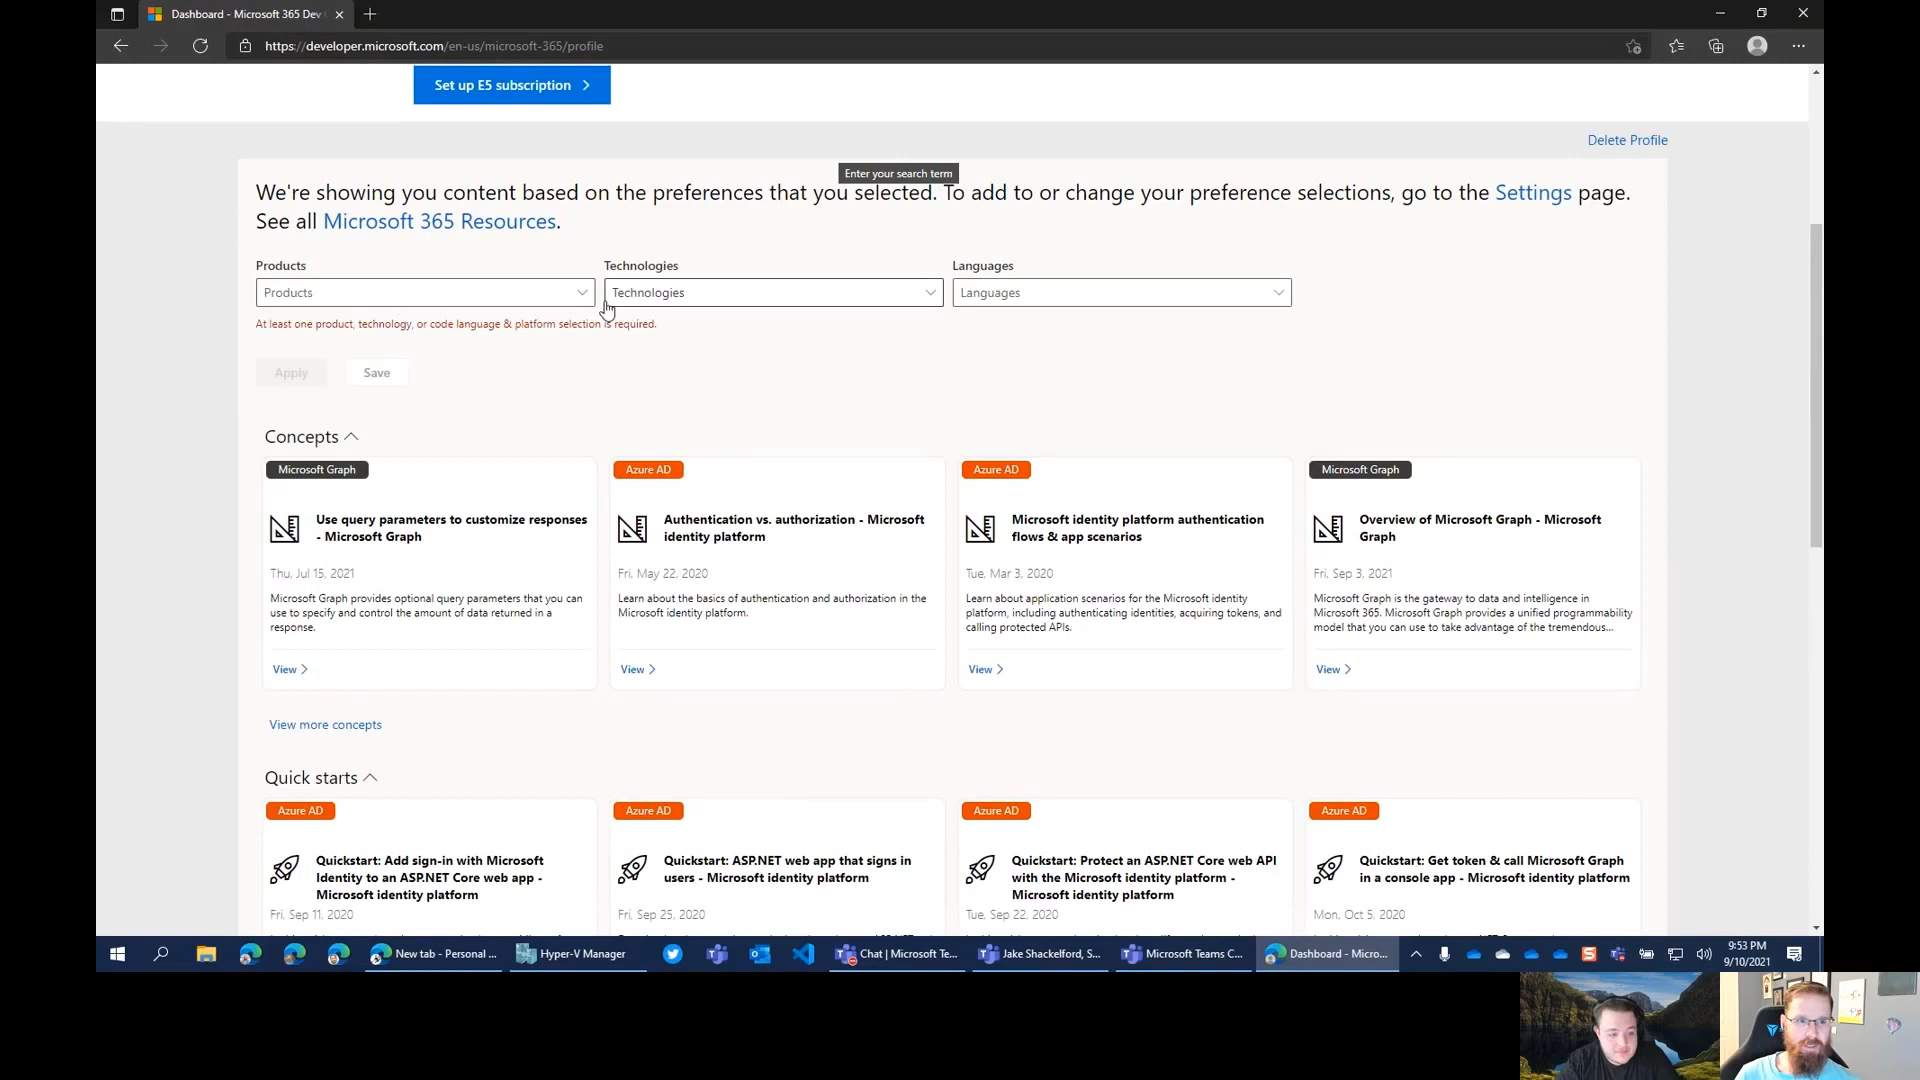 Dashboard - Microsoft 365 Dev
https://developer.microsoft.com/en-us/microsoft-365/profile
Set up E5 subscription
Delete Profile
Enter your search term
We're showing you content based on the preferences that you selected. To add to or change your preference selections, go to the Settings page.
See all Microsoft 365 Resources.
Products Technologies Languages
Products Technologies Languages
At least one product, technology, or code language & platform selection is required.
Apply Save
Concepts
Microsoft Graph
Use query parameters to customize responses
- Microsoft Graph
Thu, Jul 15, 2021
Microsoft Graph provides optional query parameters that you can
use to specify and control the amount of data returned in a
response.
View
Azure AD
Authentication vs. authorization - Microsoft
identity platform
Fri, May 22, 2020
Learn about the basics of authentication and authorization in the
Microsoft identity platform.
View
Azure AD
Microsoft identity platform authentication
flows & app scenarios
Tue, Mar 3, 2020
Learn about application scenarios for the Microsoft identity
platform, including authenticating identities, acquiring tokens, and
calling protected APIs.
View
Microsoft Graph
Overview of Microsoft Graph - Microsoft
Graph
Fri, Sep 3, 2021
Microsoft Graph is the gateway to data and intelligence in
Microsoft 365. Microsoft Graph provides a unified programmability
model that you can use to take advantage of the tremendous...
View
View more concepts
Quick starts
Azure AD
Quickstart: Add sign-in with Microsoft
Identity to an ASP.NET Core web app -
Microsoft identity platform
Fri, Sep 11, 2020
Azure AD
Quickstart: ASP.NET web app that signs in
users - Microsoft identity platform
Fri, Sep 25, 2020
Azure AD
Quickstart: Protect an ASP.NET Core web API
with the Microsoft identity platform -
Microsoft identity platform
Tue, Sep 22, 2020
Azure AD
Quickstart: Get token & call Microsoft Graph
in a console app - Microsoft identity platform
Mon, Oct 5, 2020
New tab - Personal ...
Hyper-V Manager
Chat | Microsoft Te...
Jake Shackelford, S...
Microsoft Teams C...
Dashboard - Micro...
9:53 PM
9/10/2021